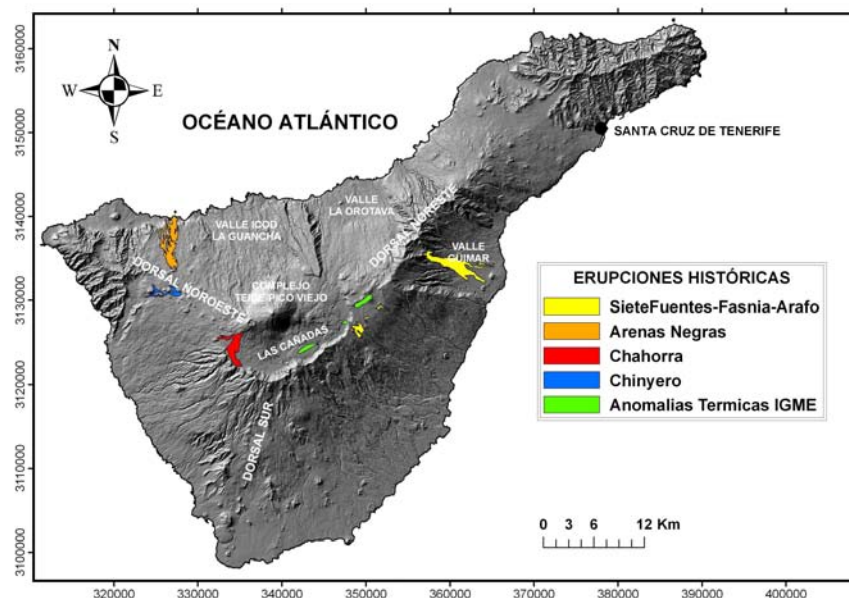 N
W E
S
OCÉANO ATLÁNTICO
SANTA CRUZ DE TENERIFE
VALLE
LA OROTAVA
VALLE ICOD
LA GUANCHA
DORSAL NORESTE
VALLE
GÜIMAR
DORSAL NOROESTE
COMPLEJO
TEIDE-PICO VIEJO
LAS CAÑADAS
DORSAL SUR
ERUPCIONES HISTÓRICAS
SieteFuentes-Fasnia-Arafo
Arenas Negras
Chahorra
Chinyero
Anomalias Termicas IGME
0 3 6 12 Km
3160000
3150000
3140000
3130000
3120000
3110000
3100000
320000 330000 340000 350000 360000 370000 380000 390000 400000